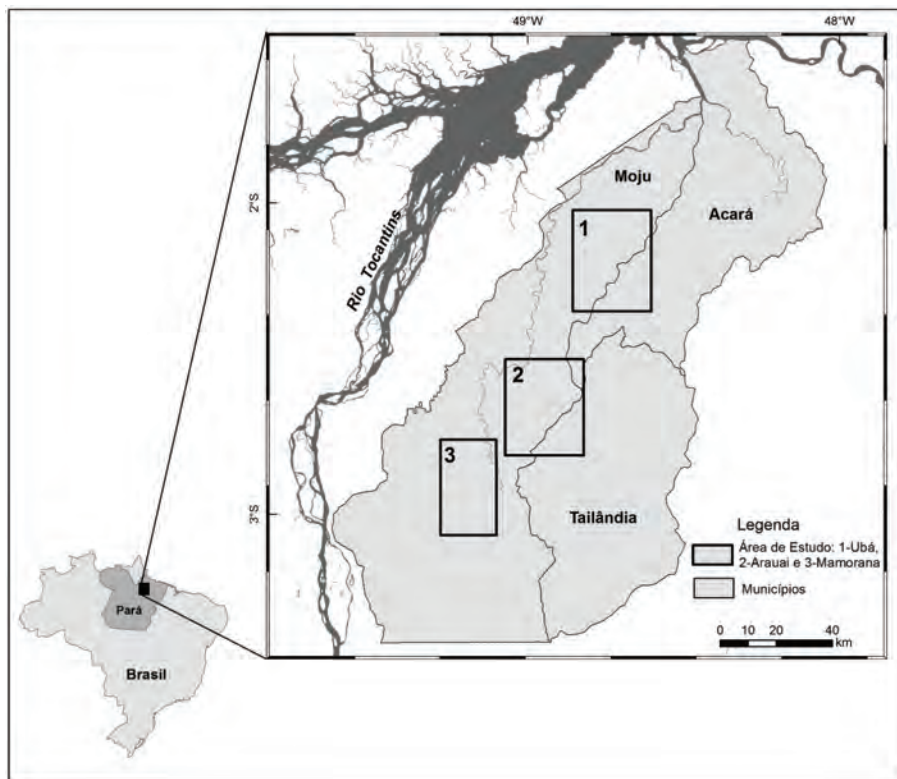 49°W
48°W
2°S
3°S
Moju
Acará
1
Rio Tocantins
2
3
Tailândia
Legenda
Área de Estudo: 1-Ubá,
2-Arauai e 3-Mamorana
Municípios
0 10 20 40
km
Pará
Brasil